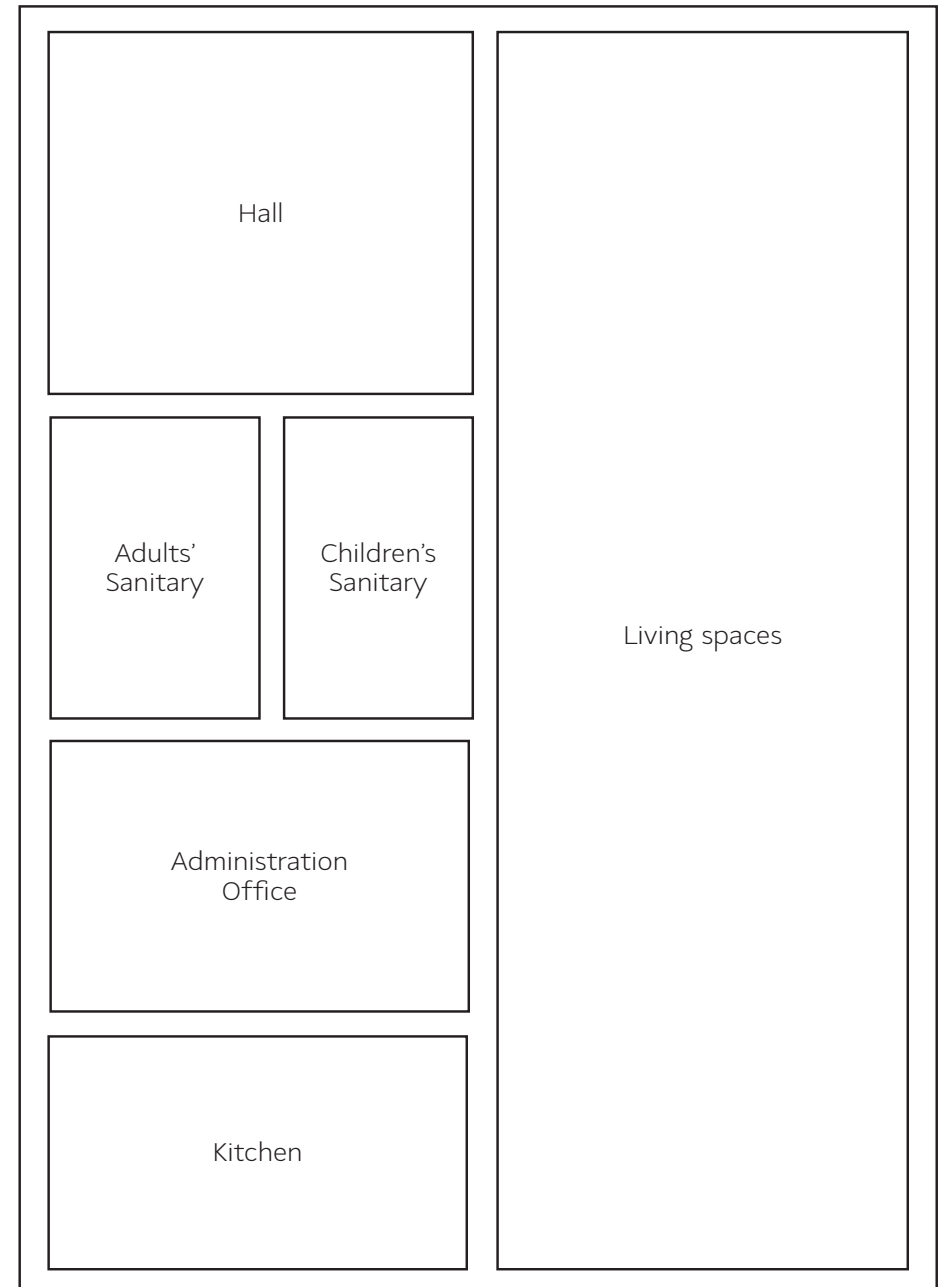 Hall
Adults’
Sanitary
Children’s
Sanitary
Living spaces
Administration
Office
Kitchen